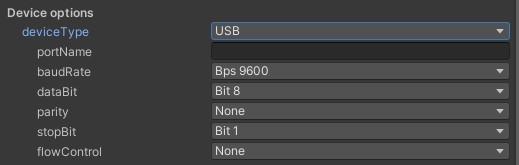 Device options
deviceType USB
portName
baudRate Bps 9600
dataBit Bit 8
parity None
stopBit Bit 1
flowControl None